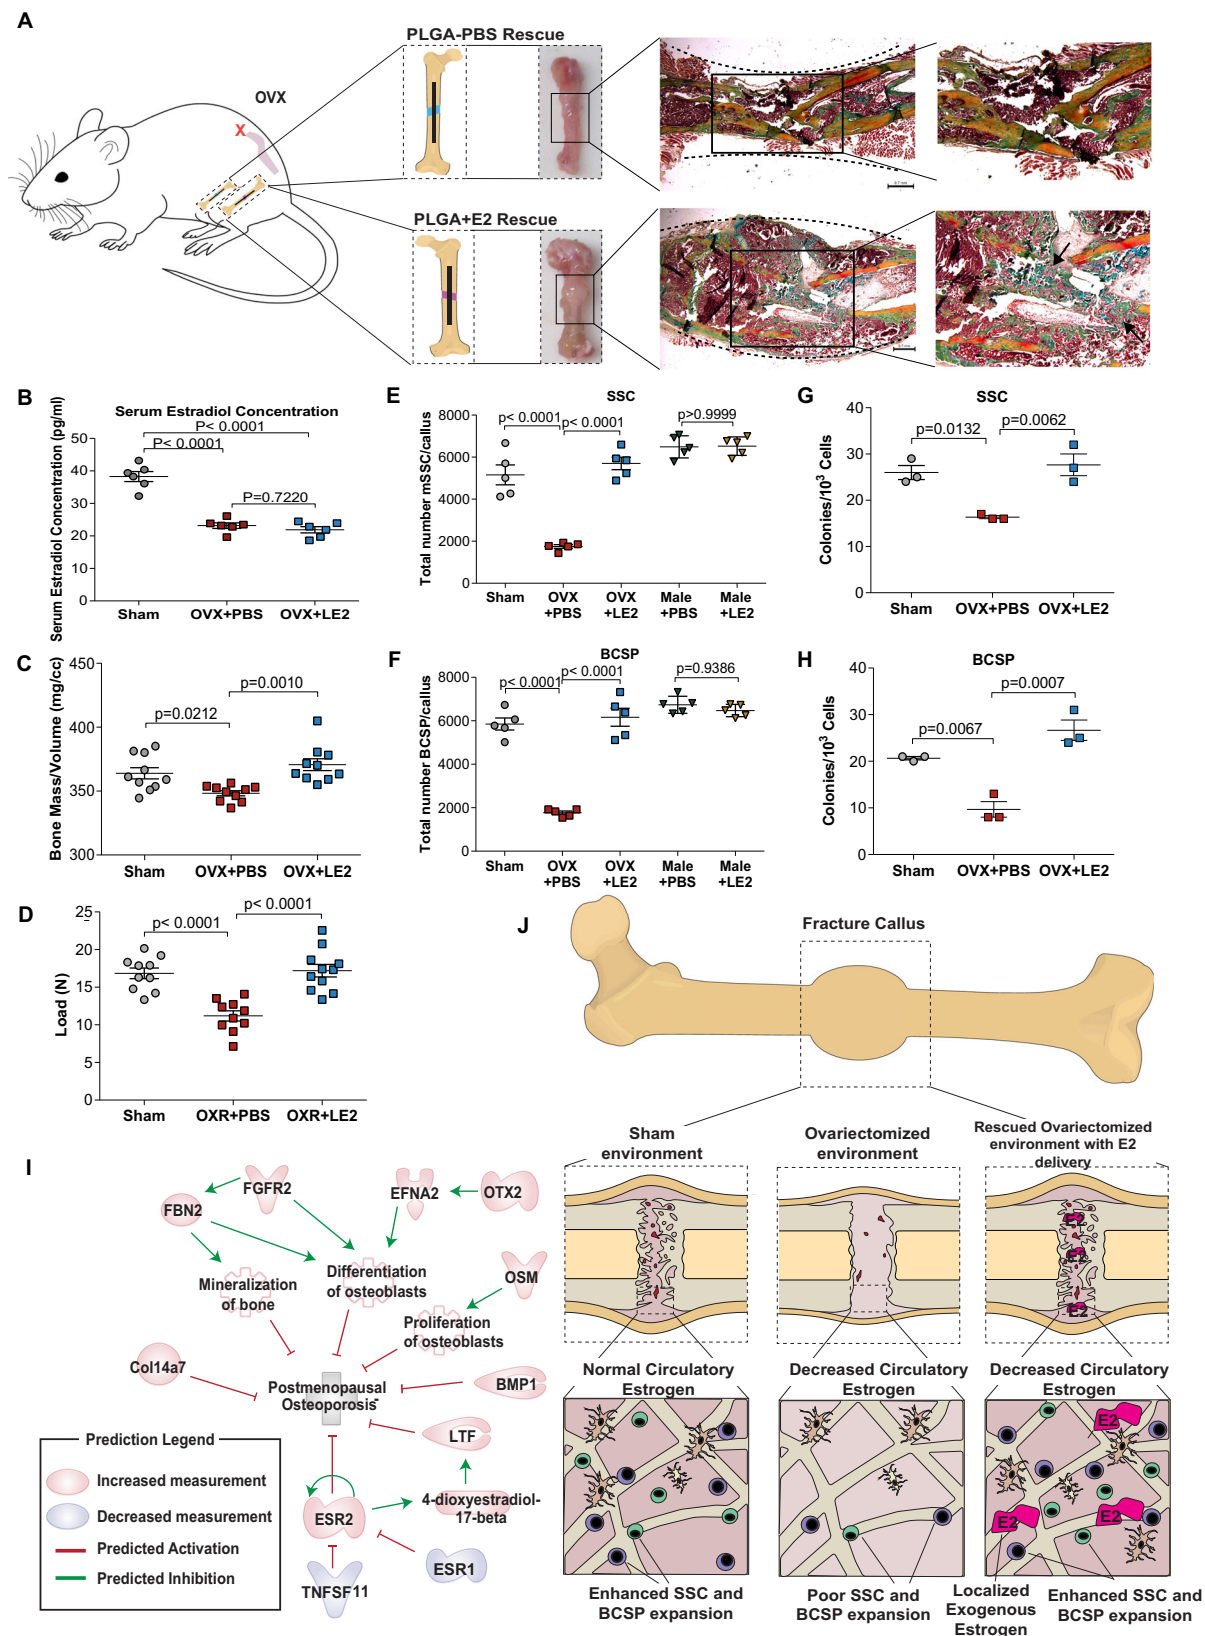 A
PLGA-PBS Rescue
OVX
X
PLGA+E2 Rescue
B
Serum Estradiol Concentration
P< 0.0001
P< 0.0001
P=0.7220
Serum Estradiol Concentration (pg/ml)
50
40
30
20
10
0
Sham
OVX+PBS
OVX+LE2
C
Bone Mass/Volume (mg/cc)
450
400
350
300
p=0.0010
p=0.0212
Sham
OVX+PBS
OVX+LE2
D
Load (N)
25
20
15
10
5
0
p< 0.0001
p< 0.0001
Sham
OXR+PBS
OXR+LE2
E
SSC
Total number mSSC/callus
8000
6000
4000
2000
0
p< 0.0001
p< 0.0001
p>0.9999
Sham
OVX
+PBS
OVX
+LE2
Male
+PBS
Male
+LE2
F
BCSP
Total number BCSP/callus
8000
6000
4000
2000
0
p< 0.0001
p< 0.0001
p=0.9386
Sham
OVX
+PBS
OVX
+LE2
Male
+PBS
Male
+LE2
G
SSC
Colonies/10³ Cells
40
30
20
10
0
p=0.0132
p=0.0062
Sham
OVX+PBS
OVX+LE2
H
BCSP
Colonies/10³ Cells
40
30
20
10
0
p=0.0007
p=0.0067
Sham
OVX+PBS
OVX+LE2
I
FGFR2
FBN2
EFNA2
OTX2
Mineralization
of bone
Differentiation
of osteoblasts
OSM
Proliferation
of osteoblasts
Col14a7
Postmenopausal
Osteoporosis
BMP1
LTF
4-dioxyestradiol-
17-beta
ESR2
ESR1
TNFSF11
Prediction Legend
Increased measurement
Decreased measurement
Predicted Activation
Predicted Inhibition
J
Fracture Callus
Sham
environment
Ovariectomized
environment
Rescued Ovariectomized
environment with E2
delivery
E2
E2
E2
Normal Circulatory
Estrogen
Decreased Circulatory
Estrogen
Decreased Circulatory
Estrogen
E2
E2
E2
Enhanced SSC and
BCSP expansion
Poor SSC and
BCSP expansion
Localized
Exogenous
Estrogen
Enhanced SSC and
BCSP expansion